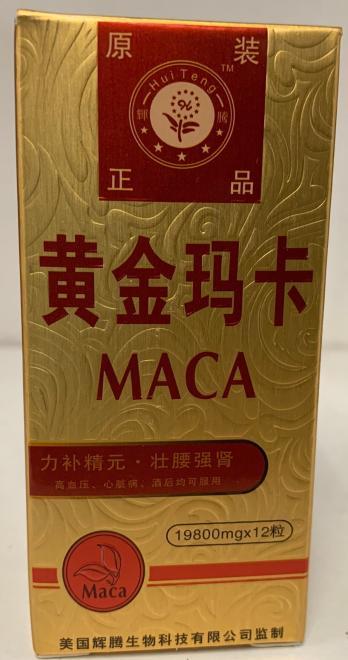 原 装
TM
Hui Teng
辉 腾
正 品
黄金玛卡
MACA
力补精元·壮腰强肾
高血压、心脏病、酒后均可服用
19800mgx12粒
Maca
美国辉腾生物科技有限公司监制